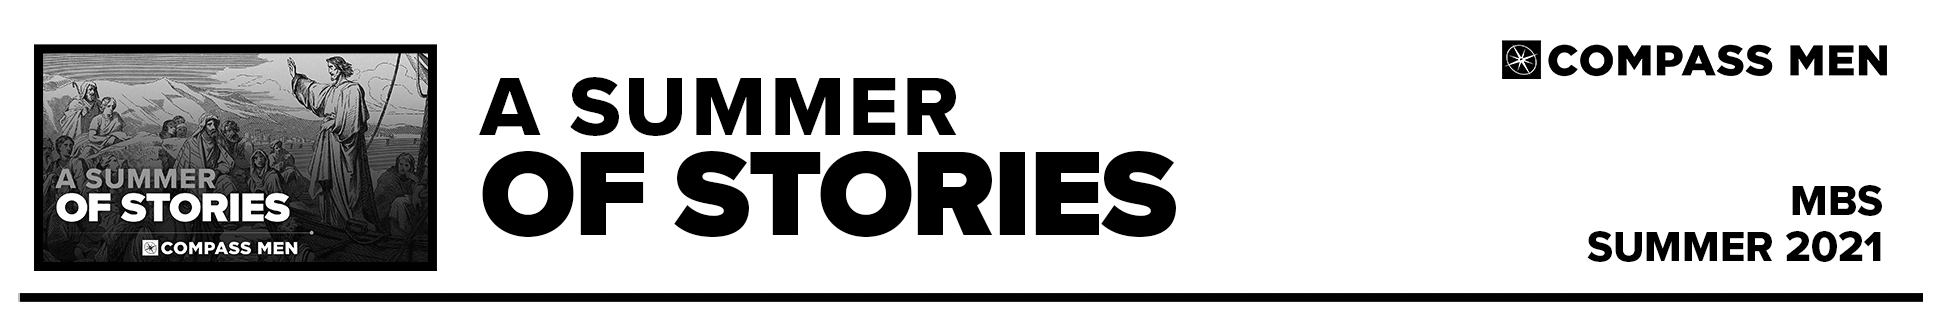 A SUMMER
OF STORIES
COMPASS MEN
A SUMMER
OF STORIES
COMPASS MEN
MBS
SUMMER 2021